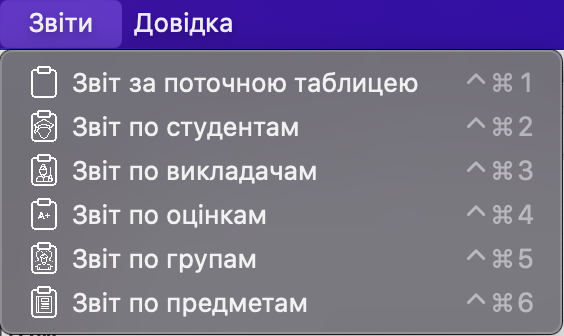 Звіти Довідка
Звіт за поточною таблицею ^⌘1
Звіт по студентам ^⌘2
Звіт по викладачам ^⌘3
A+ Звіт по оцінкам ^⌘4
Звіт по групам ^⌘5
Звіт по предметам ^⌘6